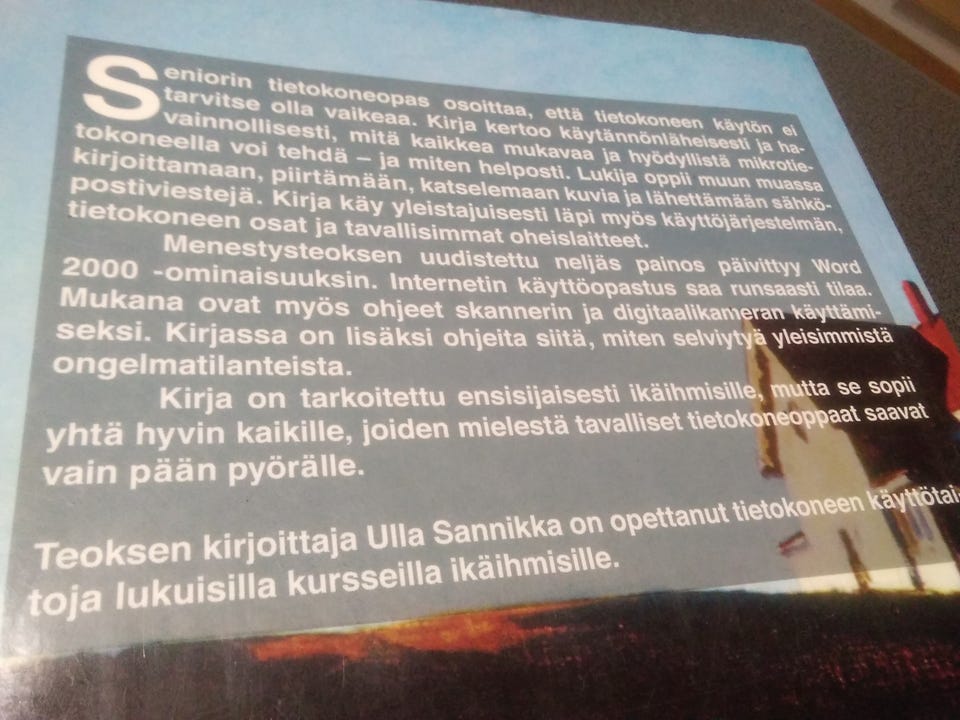 Seniorin tietokoneopas osoittaa, että tietokoneen käytön ei
tarvitse olla vaikeaa. Kirja kertoo käytännönläheisesti ja ha-
vainnollisesti, mitä kaikkea mukavaa ja hyödyllistä mikrotie-
tokoneella voi tehdä – ja miten helposti. Lukija oppii muun muassa
kirjoittamaan, piirtämään, katselemaan kuvia ja lähettämään sähkö-
postiviestejä. Kirja käy yleistajuisesti läpi myös käyttöjärjestelmän,
tietokoneen osat ja tavallisimmat oheislaitteet.
Menestysteoksen uudistettu neljäs painos päivittyy Word
2000 -ominaisuuksin. Internetin käyttöopastus saa runsaasti tilaa.
Mukana ovat myös ohjeet skannerin ja digitaalikameran käyttämi-
seksi. Kirjassa on lisäksi ohjeita siitä, miten selviytyä yleisimmistä
ongelmatilanteista.
Kirja on tarkoitettu ensisijaisesti ikäihmisille, mutta se sopii
yhtä hyvin kaikille, joiden mielestä tavalliset tietokoneoppaat saavat
vain pään pyörälle.
Teoksen kirjoittaja Ulla Sannikka on opettanut tietokoneen käyttötai-
toja lukuisilla kursseilla ikäihmisille.